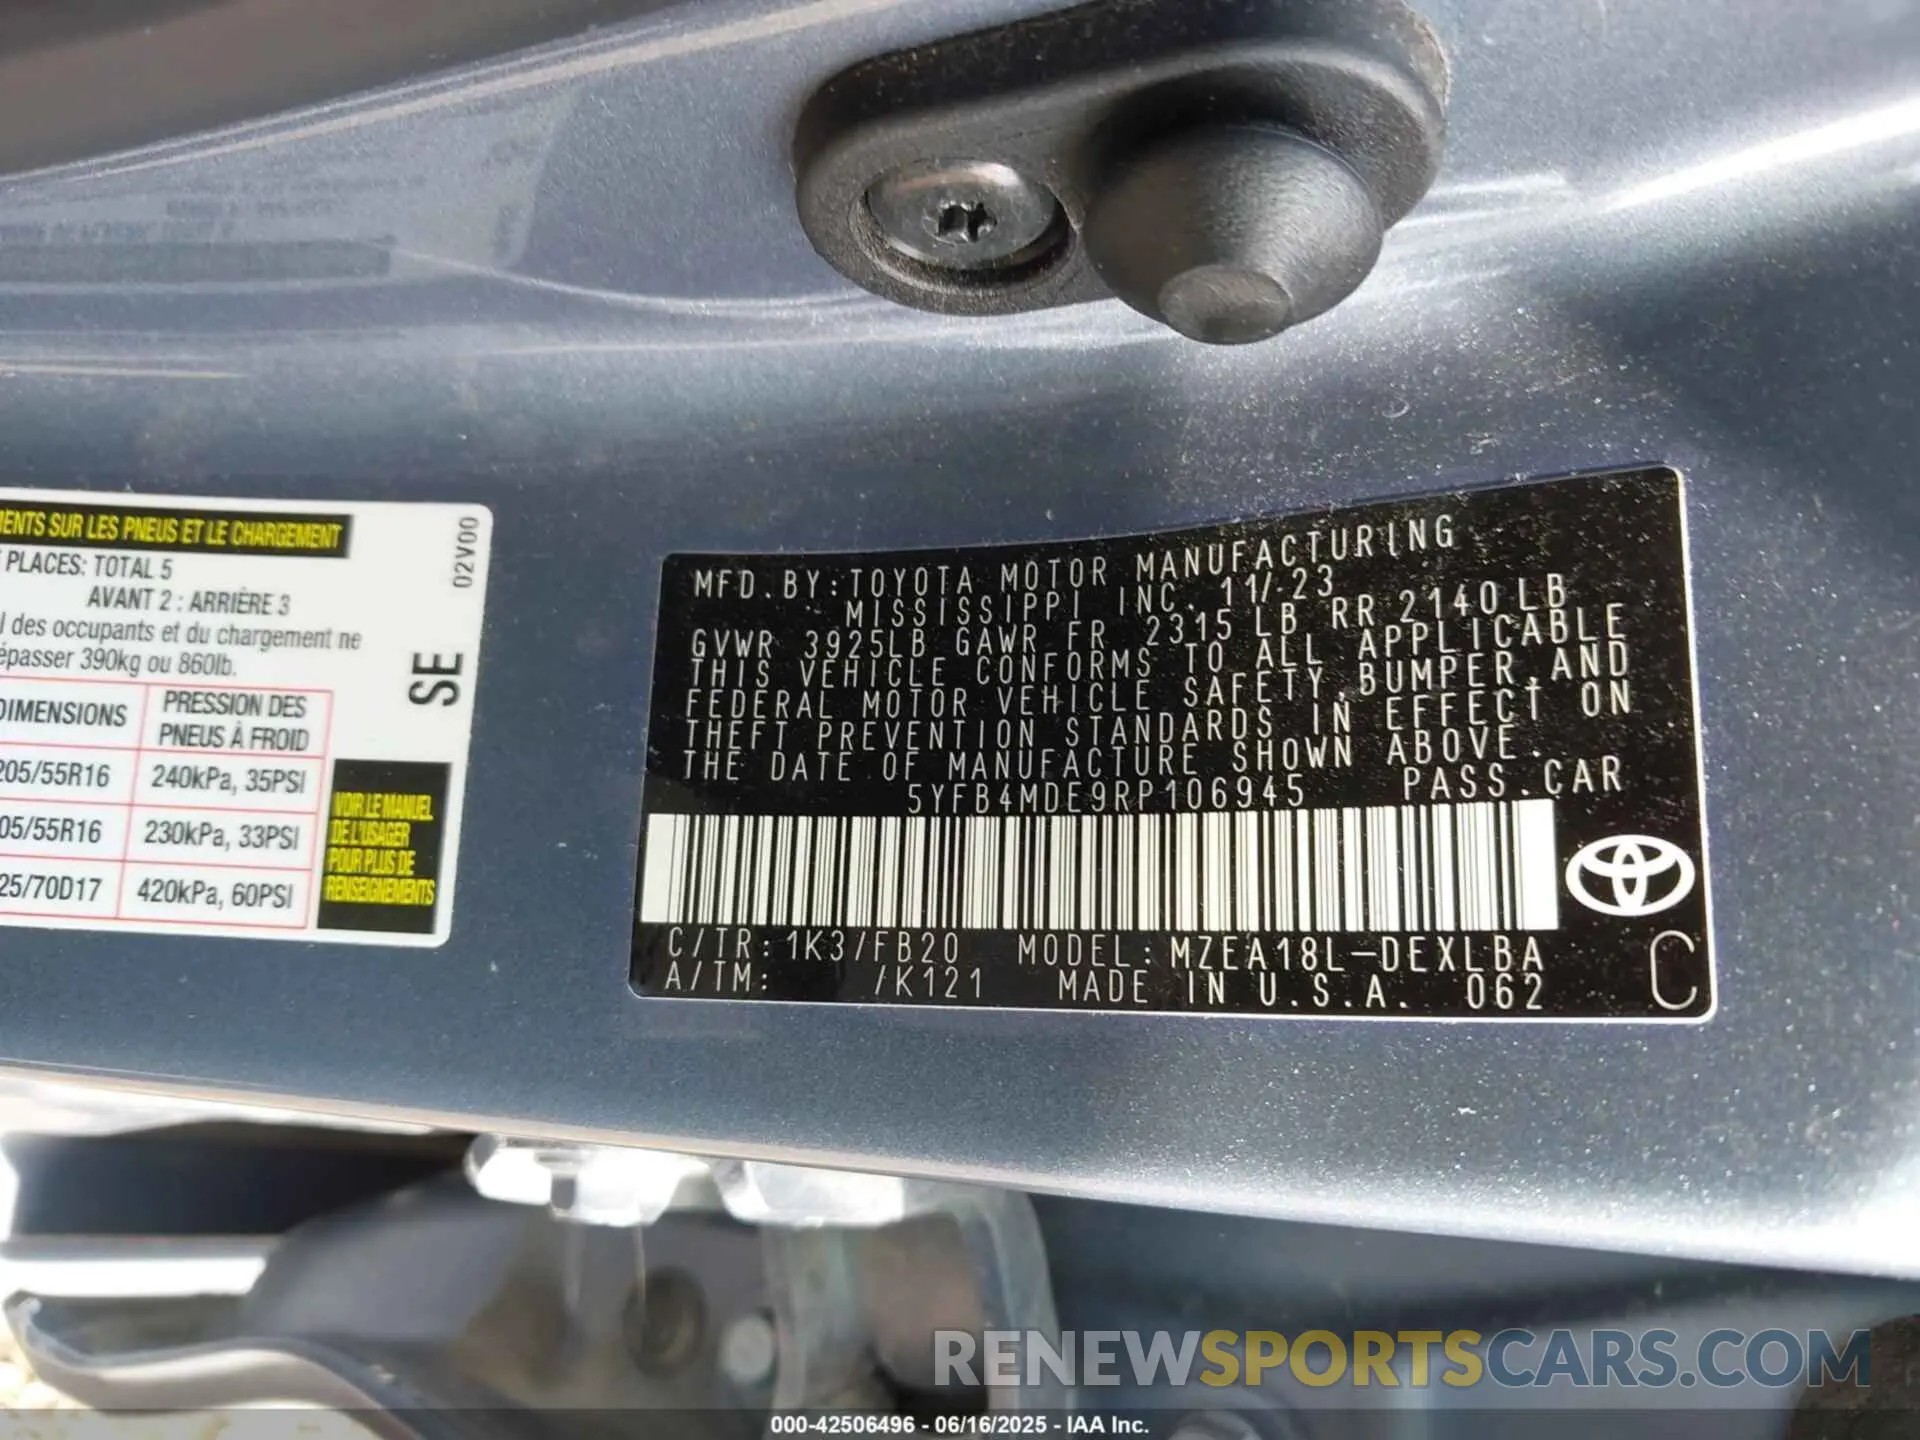 MENTS SUR LES PNEUS ET LE CHARGEMENT
PLACES: TOTAL 5
AVANT 2 : ARRIÈRE 3
l des occupants et du chargement ne
épasser 390kg ou 860lb.
DIMENSIONS
PRESSION DES
PNEUS À FROID
205/55R16 240kPa, 35PSI
05/55R16 230kPa, 33PSI
25/70D17 420kPa, 60PSI
02V00
SE
VOIR LE MANUEL
DE L'USAGER
POUR PLUS DE
RENSEIGNEMENTS
MFD. BY: TOYOTA MOTOR MANUFACTURING
MISSISSIPPI INC. 11/23
GVWR 3925LB GAWR FR 2315 LB RR 2140 LB
THIS VEHICLE CONFORMS TO ALL APPLICABLE
FEDERAL MOTOR VEHICLE SAFETY, BUMPER, AND
THEFT PREVENTION STANDARDS IN EFFECT ON
THE DATE OF MANUFACTURE SHOWN ABOVE.
5YFB4MDE9RP106945 PASS. CAR
C/TR: 1K3/FB20 MODEL: MZEA18L-DEXLBA
A/TM: /K121 MADE IN U.S.A. 062
C
RENEWSPORTSCARS.COM
000-42506496 - 06/16/2025 - IAA Inc.